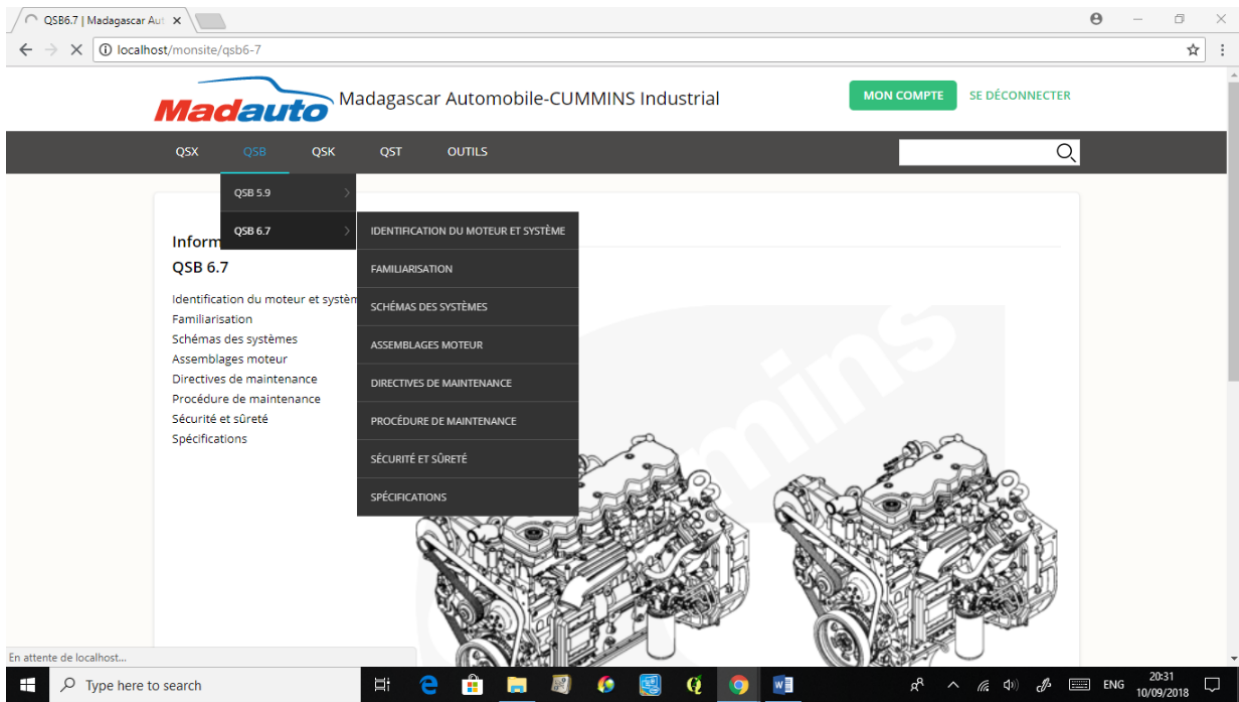 QSB6.7 | Madagascar Aut
localhost/monsite/qsb6-7
Madauto
Madagascar Automobile-CUMMINS Industrial
MON COMPTE
SE DÉCONNECTER
QSX
QSB
QSK
QST
OUTILS
QSB 5.9
QSB 6.7
IDENTIFICATION DU MOTEUR ET SYSTÈME
FAMILIARISATION
SCHÉMAS DES SYSTÈMES
ASSEMBLAGES MOTEUR
DIRECTIVES DE MAINTENANCE
PROCÉDURE DE MAINTENANCE
SÉCURITÉ ET SÛRETÉ
SPÉCIFICATIONS
Inform
QSB 6.7
Identification du moteur et systèm
Familiarisation
Schémas des systèmes
Assemblages moteur
Directives de maintenance
Procédure de maintenance
Sécurité et sûreté
Spécifications
mins
En attente de localhost...
Type here to search
ENG
20:31
10/09/2018